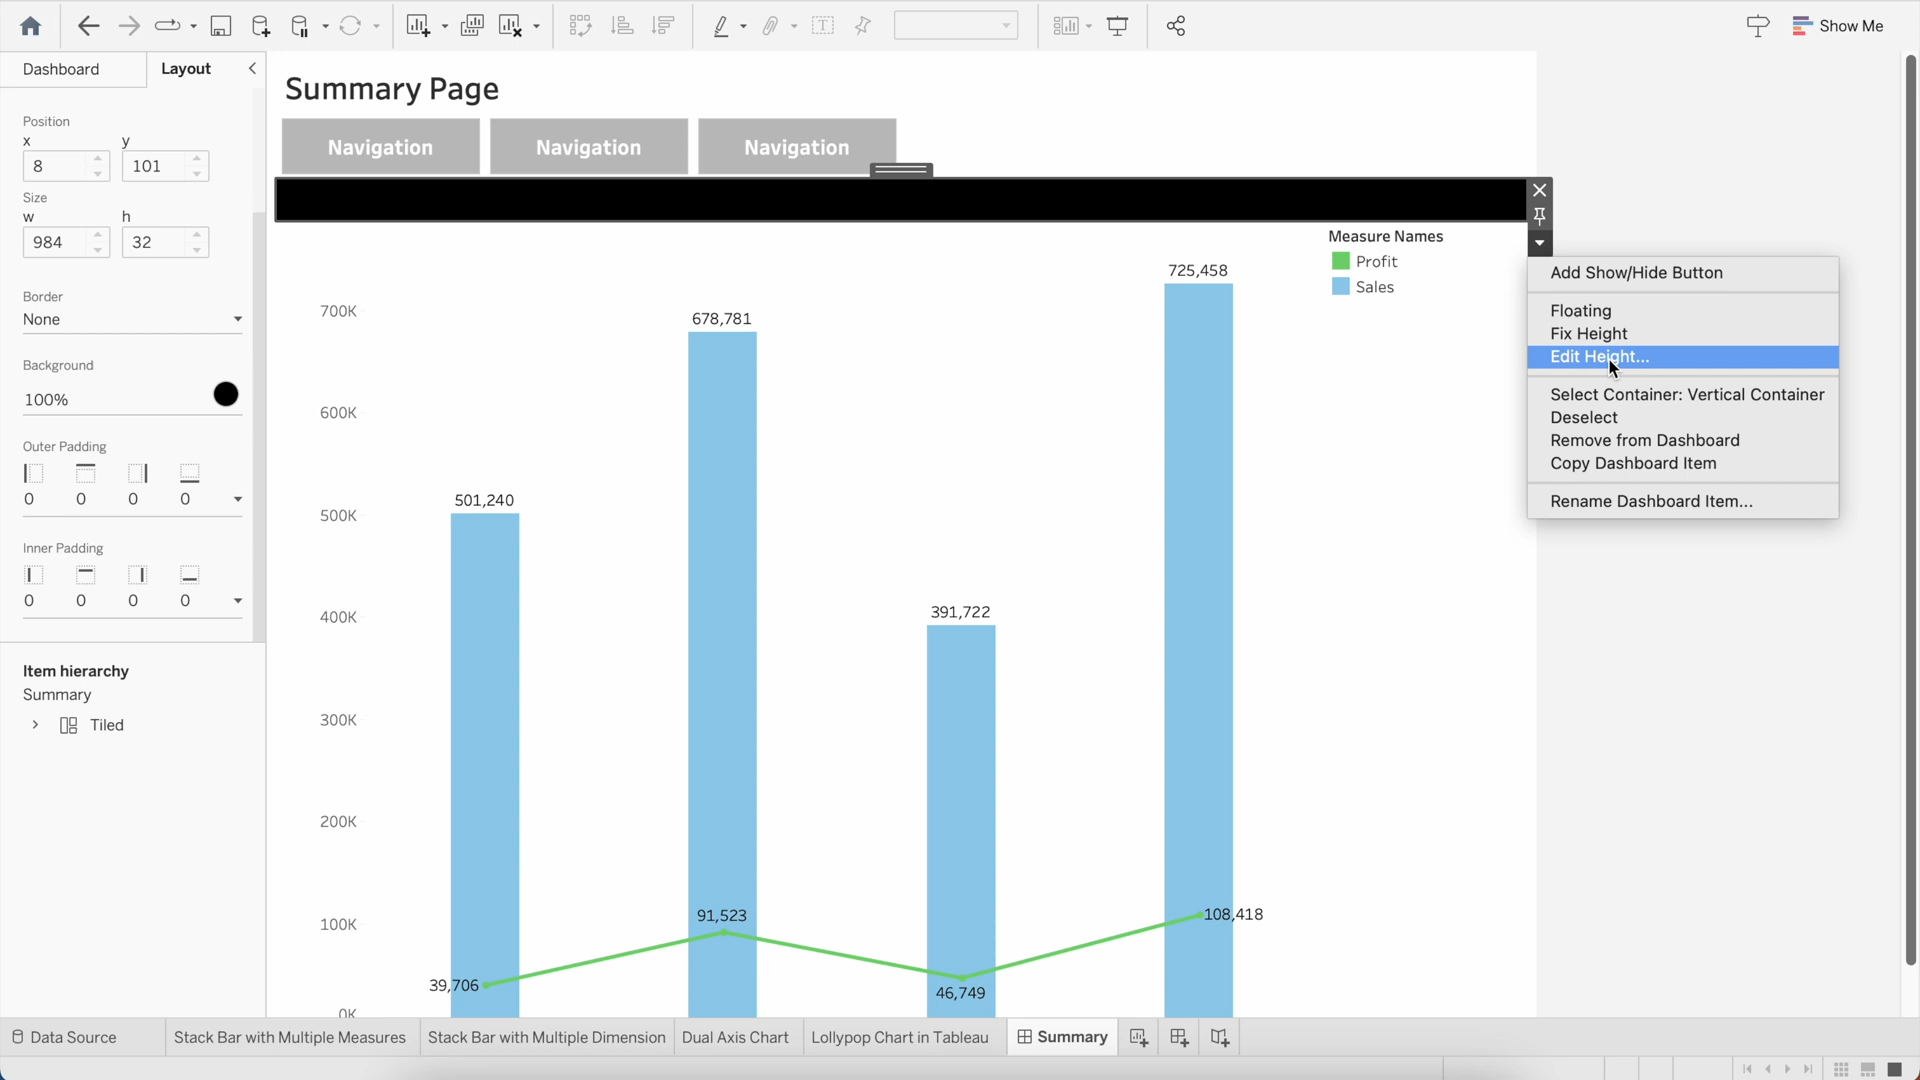 Show Me
Dashboard
Layout
Position
x
y
8
101
Size
w
h
984
32
Border
None
Background
100%
Outer Padding
0
0
0
0
Inner Padding
0
0
0
0
Item hierarchy
Summary
Tiled
Summary Page
Navigation
Navigation
Navigation
Measure Names
Profit
Sales
700K
600K
500K
400K
300K
200K
100K
0K
501,240
678,781
391,722
725,458
39,706
91,523
46,749
108,418
Add Show/Hide Button
Floating
Fix Height
Edit Height...
Select Container: Vertical Container
Deselect
Remove from Dashboard
Copy Dashboard Item
Rename Dashboard Item...
Data Source
Stack Bar with Multiple Measures
Stack Bar with Multiple Dimension
Dual Axis Chart
Lollypop Chart in Tableau
Summary